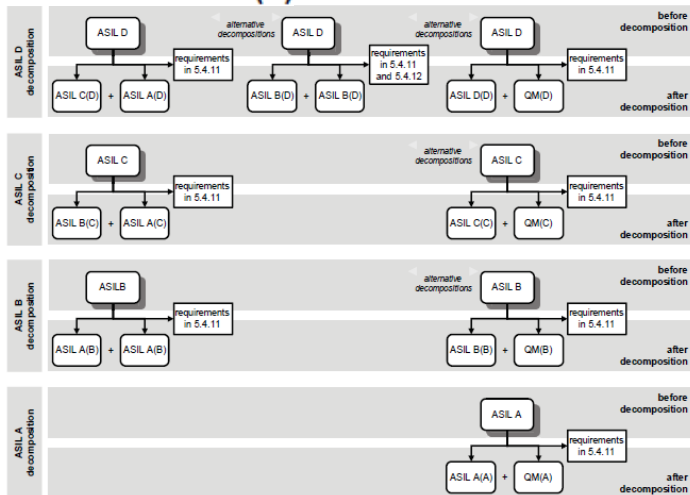 ASIL D
decomposition
before
decomposition
alternative
decompositions
alternative
decompositions
ASIL D
ASIL D
ASIL D
requirements
in 5.4.11
requirements
in 5.4.11
and 5.4.12
requirements
in 5.4.11
ASIL C(D) + ASIL A(D)
ASIL B(D) + ASIL B(D)
ASIL D(D) + QM(D)
after
decomposition
ASIL C
decomposition
before
decomposition
alternative
decompositions
ASIL C
ASIL C
requirements
in 5.4.11
requirements
in 5.4.11
ASIL B(C) + ASIL A(C)
ASIL C(C) + QM(C)
after
decomposition
ASIL B
decomposition
before
decomposition
alternative
decompositions
ASILB
ASIL B
requirements
in 5.4.11
requirements
in 5.4.11
ASIL A(B) + ASIL A(B)
ASIL B(B) + QM(B)
after
decomposition
ASIL A
decomposition
before
decomposition
ASIL A
requirements
in 5.4.11
ASIL A(A) + QM(A)
after
decomposition